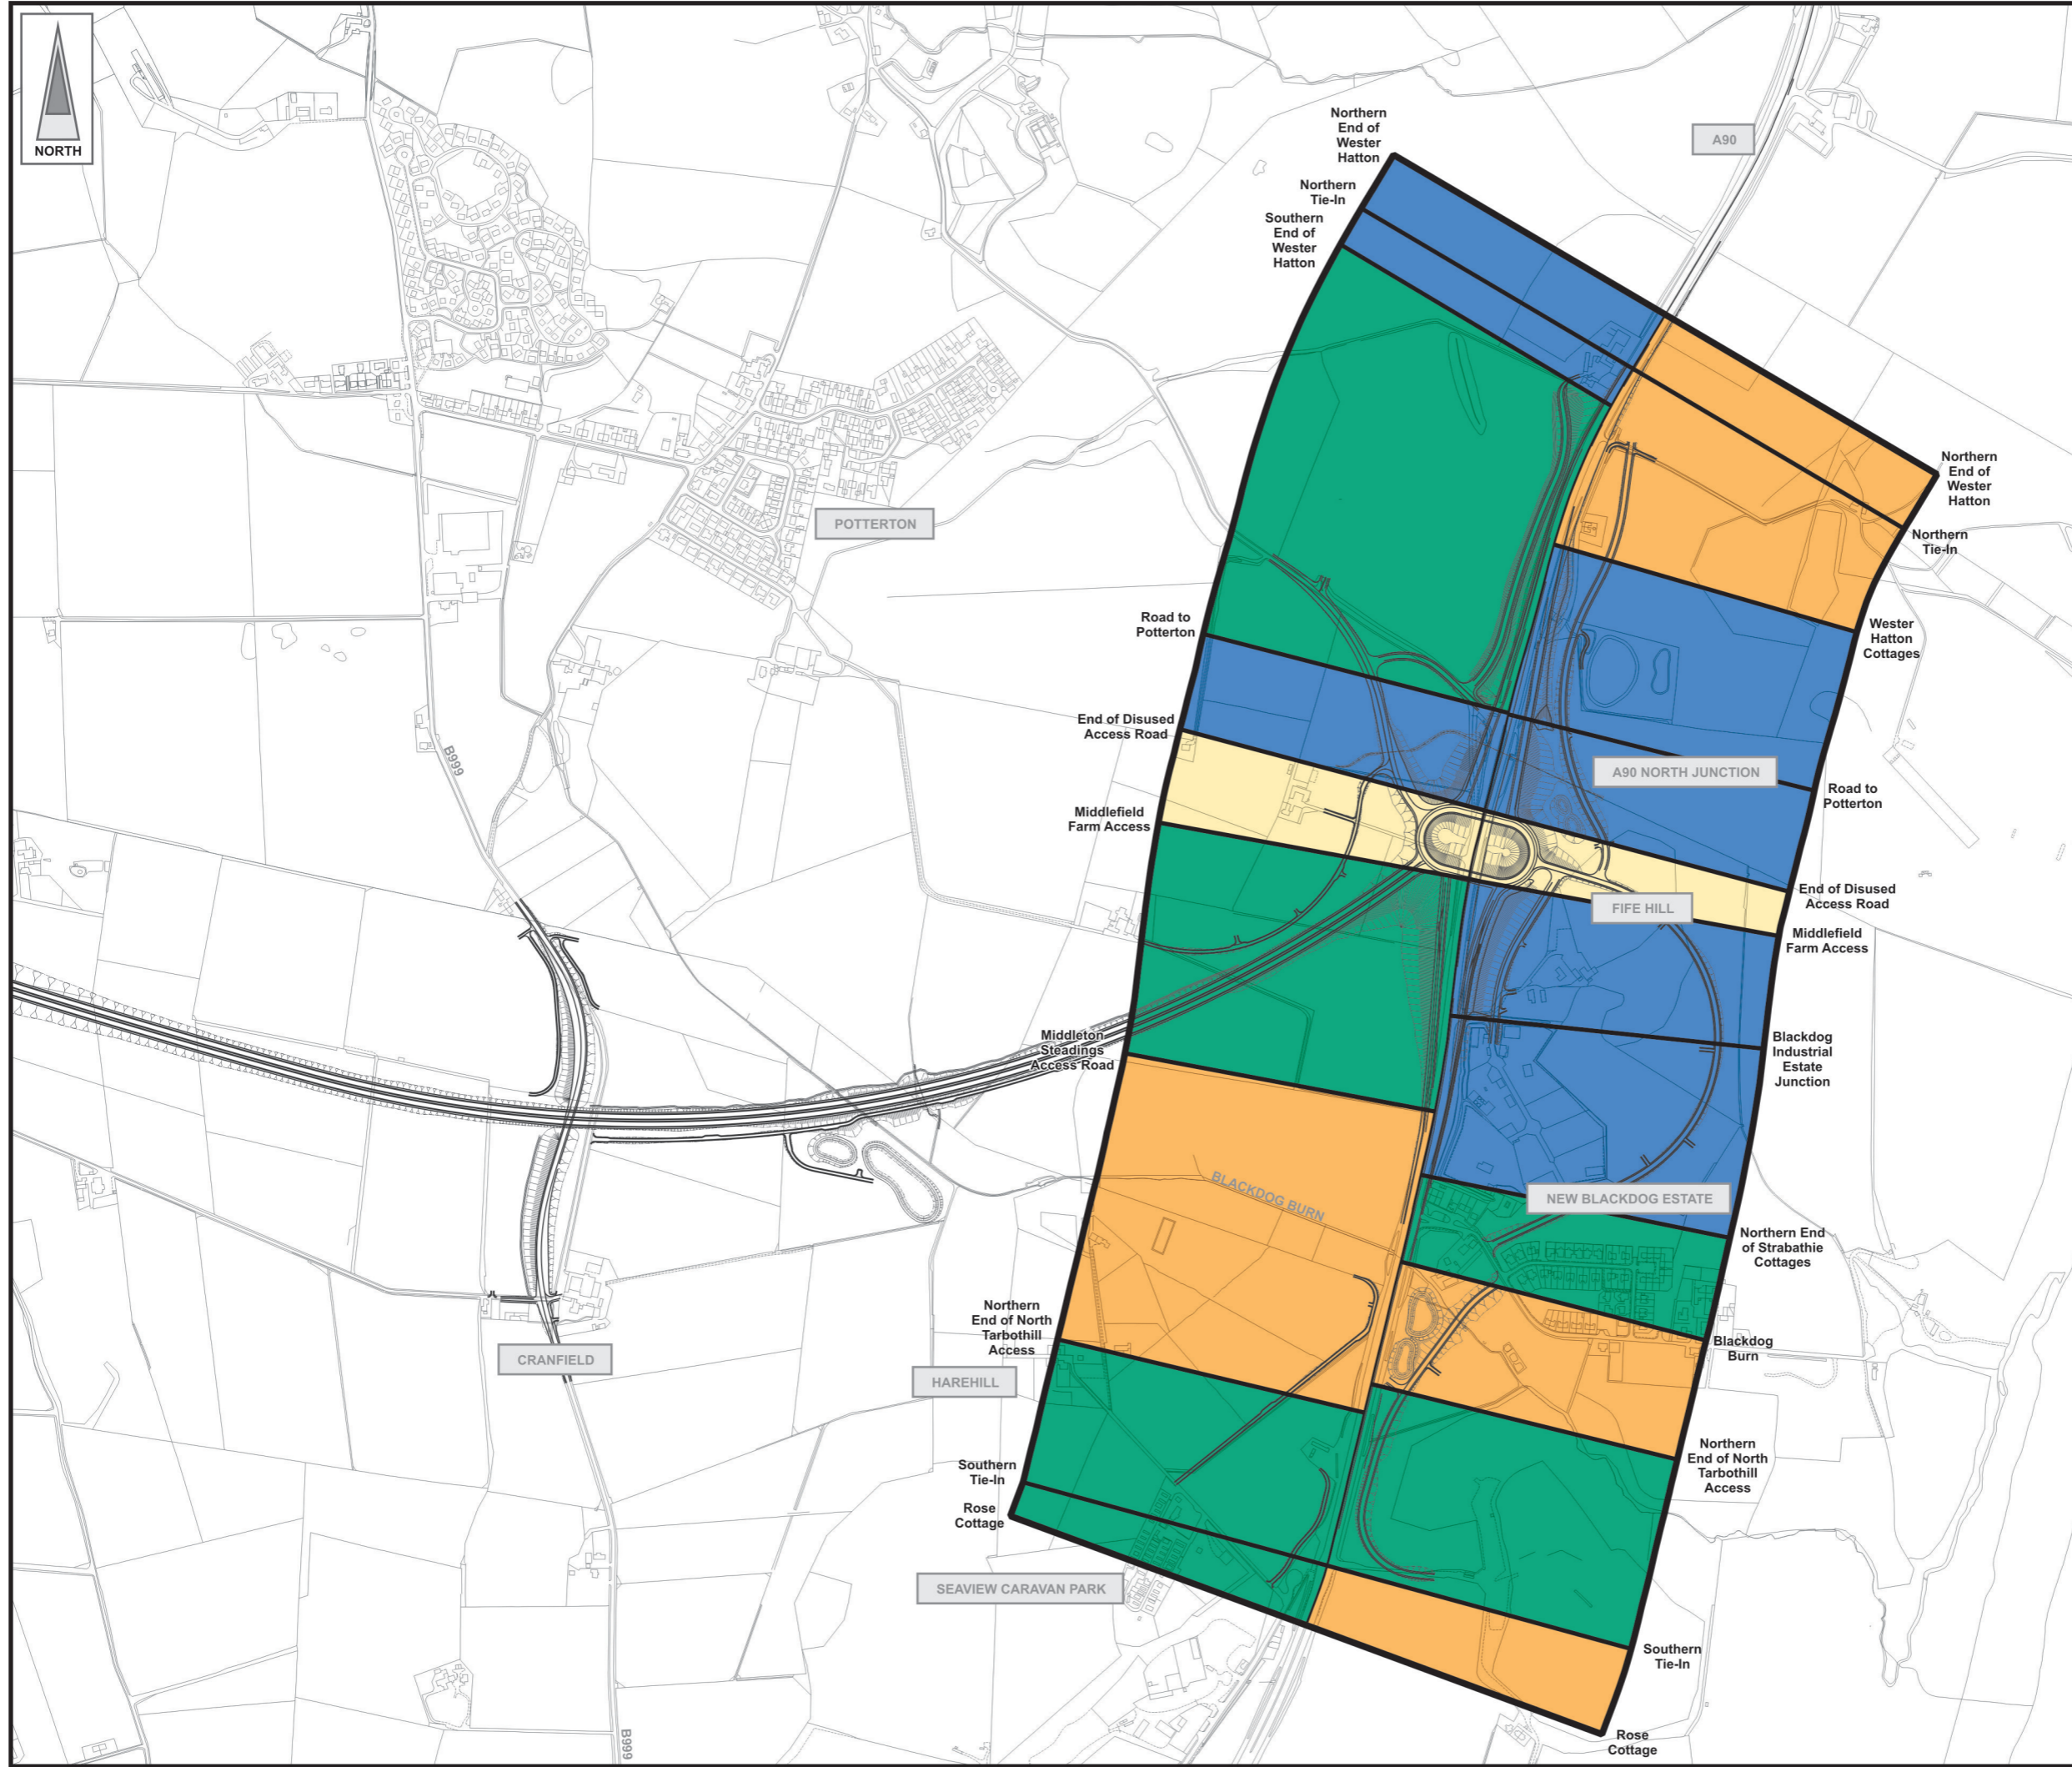 NORTH
Northern
End of
Wester
Hatton
A90
Northern
Tie-In
Southern
End of
Wester
Hatton
Northern
End of
Wester
Hatton
POTTERTON
Northern
Tie-In
Road to
Potterton
Wester
Hatton
Cottages
End of Disused
Access Road
B999
A90 NORTH JUNCTION
Road to
Potterton
Middlefield
Farm Access
End of Disused
Access Road
FIFE HILL
Middlefield
Farm Access
Middleton
Steadings
Access Road
Blackdog
Industrial
Estate
Junction
BLACKDOG BURN
NEW BLACKDOG ESTATE
Northern End
of Strabathie
Cottages
Northern
End of North
Tarbothill
Access
Blackdog
Burn
CRANFIELD
HAREHILL
Northern
End of North
Tarbothill
Access
Southern
Tie-In
Rose
Cottage
SEAVIEW CARAVAN PARK
Southern
Tie-In
B999
Rose
Cottage